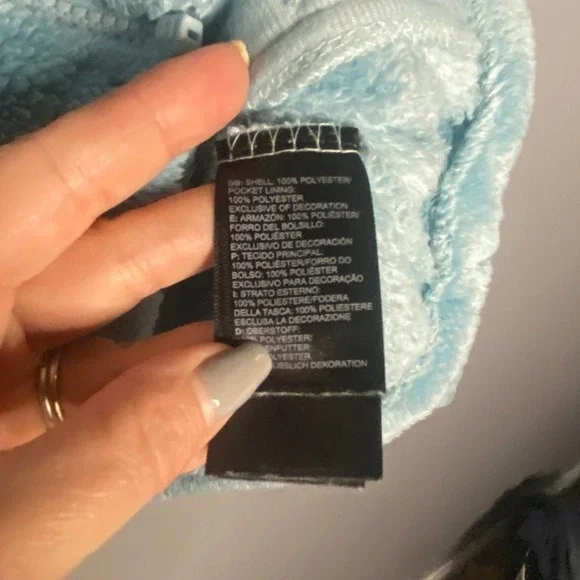 GB: SHELL: 100% POLYESTER/
POCKET LINING:
100% POLYESTER
EXCLUSIVE OF DECORATION
E: ARMAZÓN: 100% POLIÉSTER/
FORRO DEL BOLSILLO:
100% POLIÉSTER
EXCLUSIVO DE DECORACIÓN
P: TECIDO PRINCIPAL:
100% POLIÉSTER/FORRO DO
BOLSO: 100% POLIÉSTER
EXCLUSIVO PARA DECORAÇÃO
I: STRATO ESTERNO:
100% POLIESTERE/FODERA
DELLA TASCA: 100% POLIESTERE
ESCLUSA LA DECORAZIONE
D: OBERSTOFF:
POLYESTER/
ENFUTTER:
POLYESTER
DEKORATION